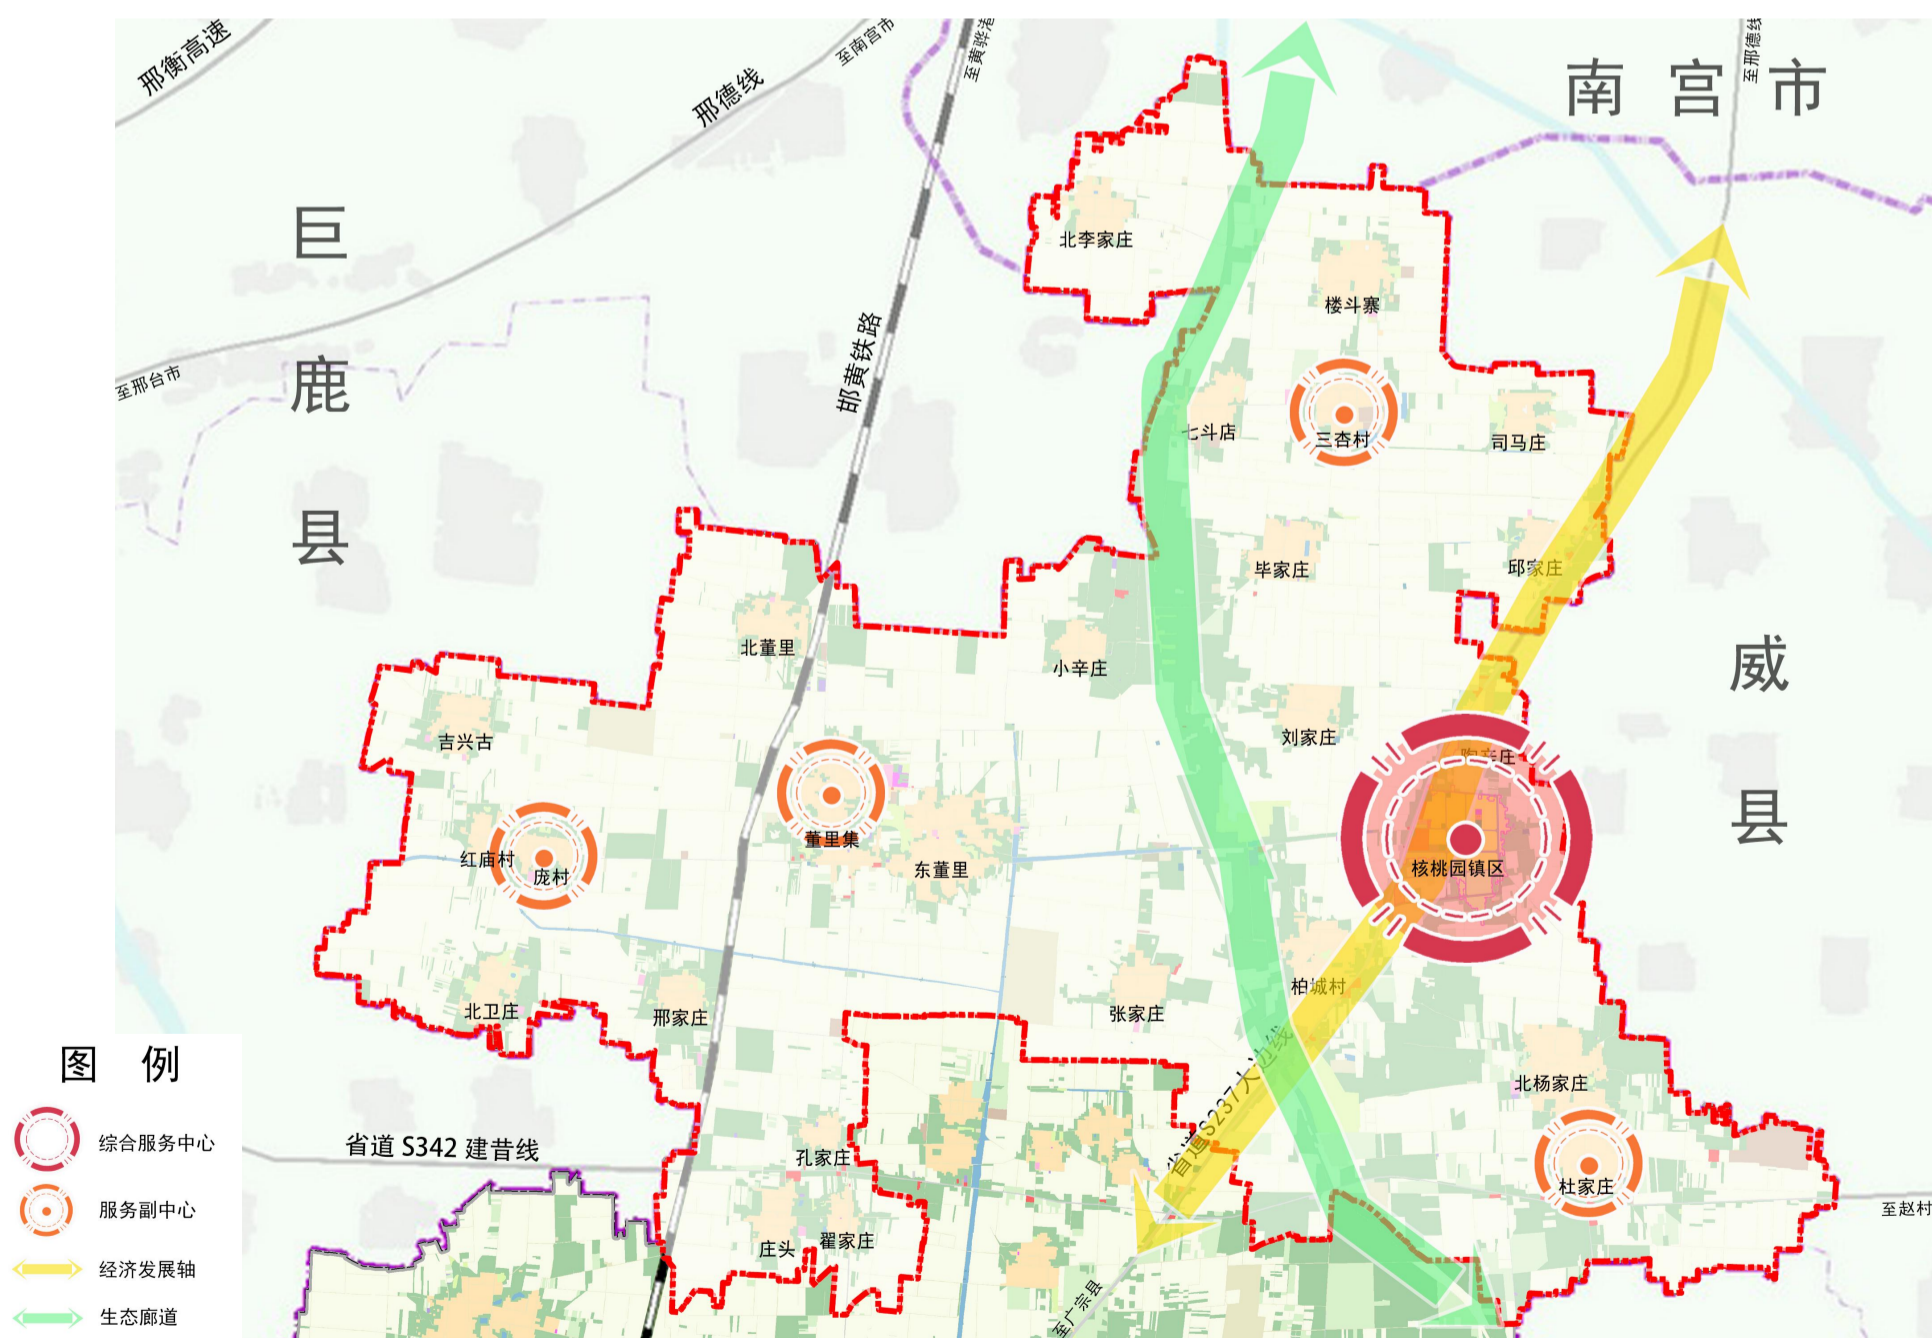 邢衡高速
邢德线
至南宫市
至黄骅港
至邢德线
南宫市
巨鹿县
至邢台市
邯黄铁路
北李家庄
楼斗寨
七斗店
三杏村
司马庄
毕家庄
邱家庄
威县
北董里
小辛庄
吉兴古
刘家庄
陶辛庄
董里集
红庙村
庞村
东董里
核桃园镇区
北卫庄
邢家庄
张家庄
柏城村
省道S237大边线
北杨家庄
杜家庄
至赵村
孔家庄
庄头
翟家庄
至广宗县
省道 S342 建昔线
图例
综合服务中心
服务副中心
经济发展轴
生态廊道